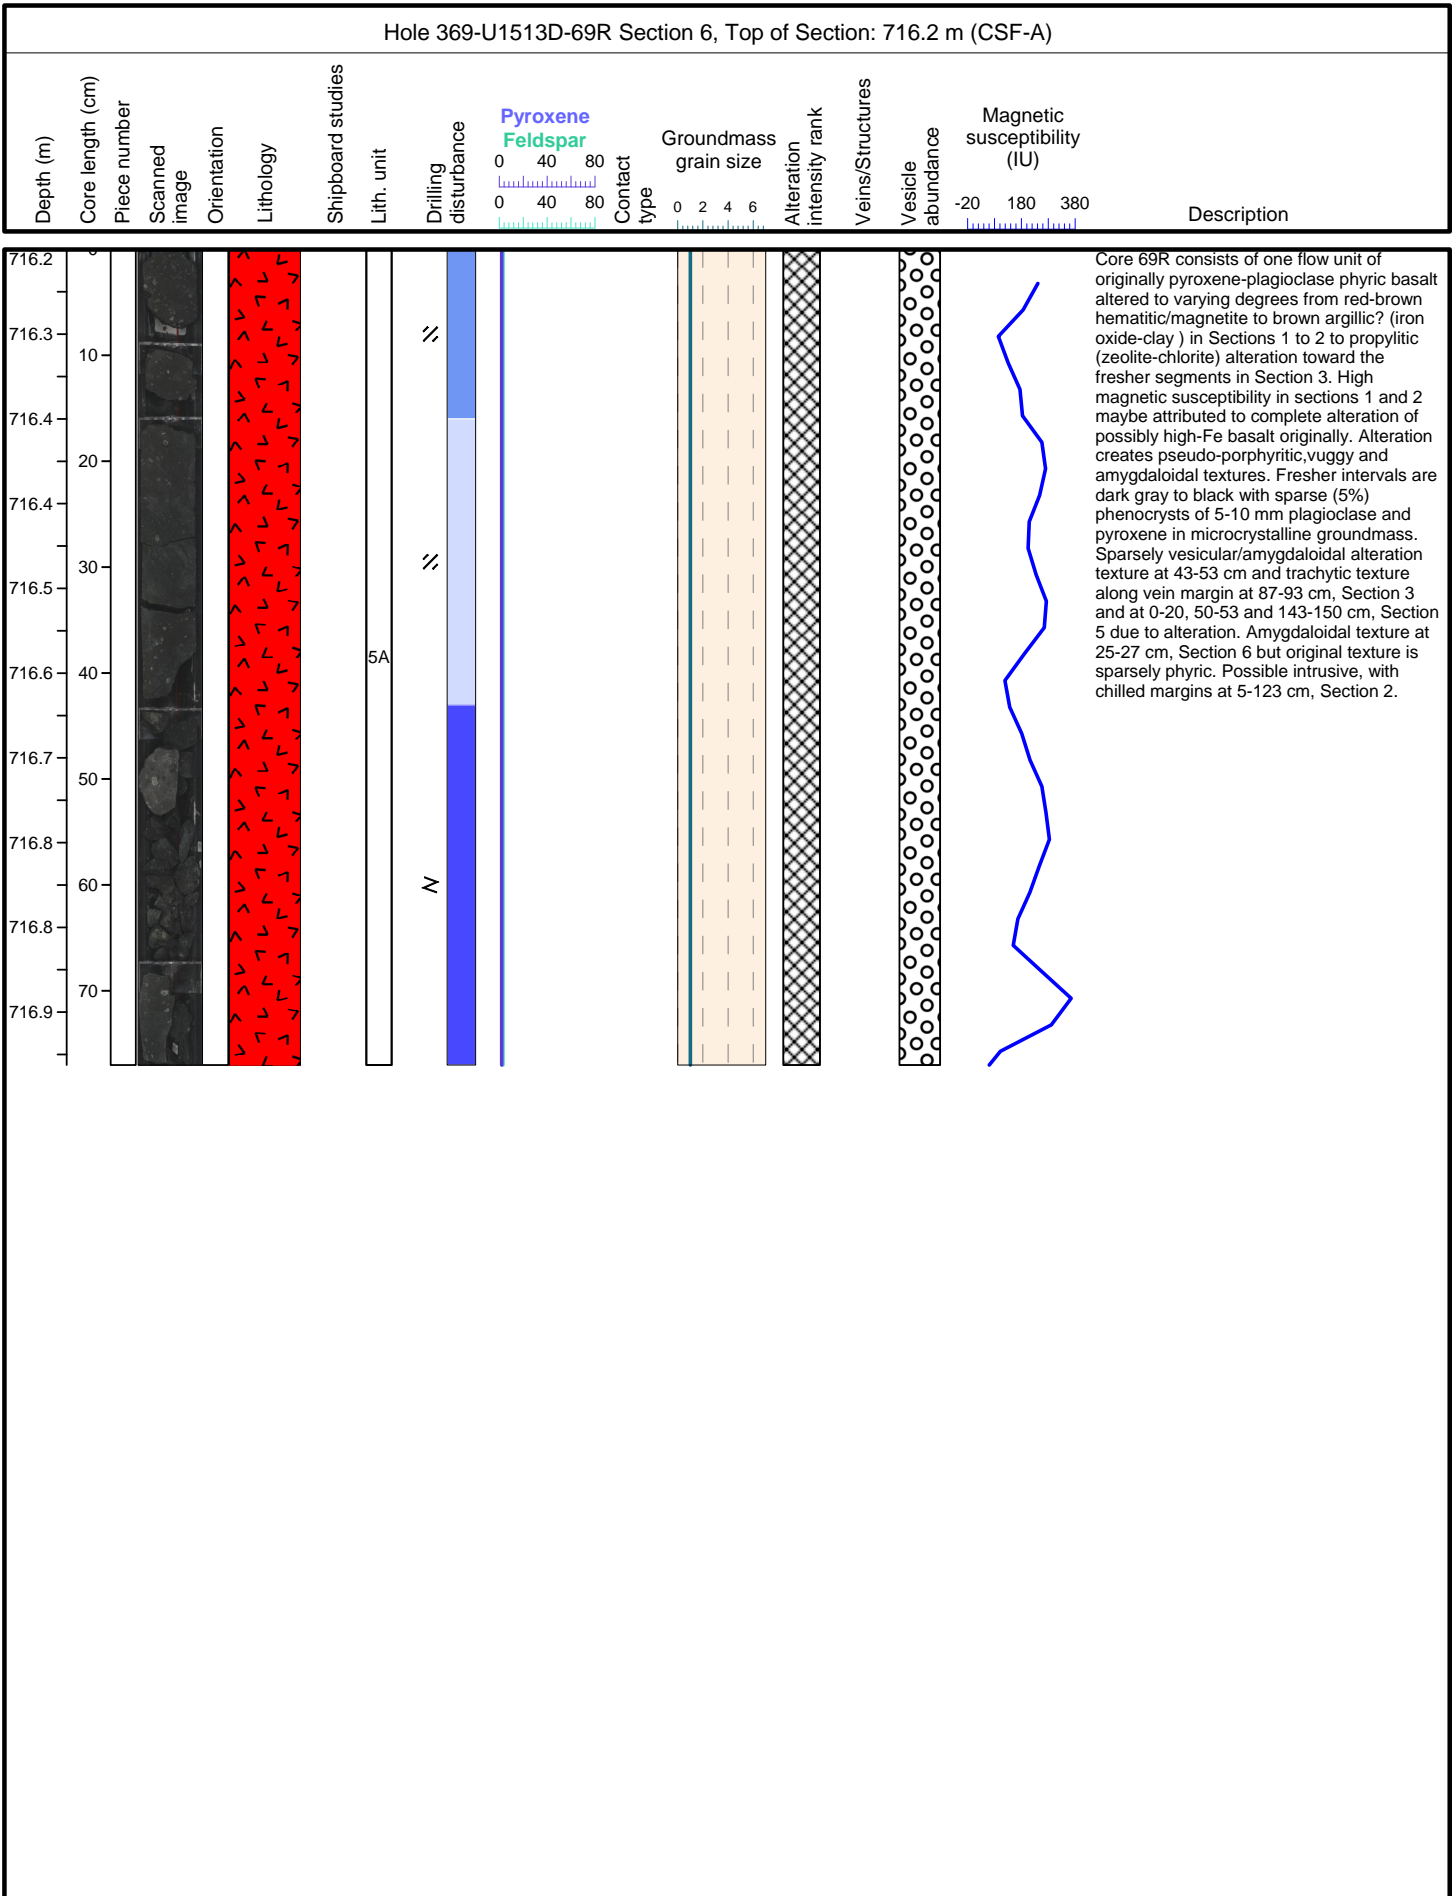 Hole 369-U1513D-69R Section 6, Top of Section: 716.2 m (CSF-A)
Depth (m)
Core length (cm)
Piece number
Scanned
image
Orientation
Lithology
Shipboard studies
Lith. unit
Drilling
disturbance
Pyroxene
Feldspar
0 40 80
0 40 80
Contact
type
Groundmass
grain size
0 2 4 6
Alteration
intensity rank
Veins/Structures
Vesicle
abundance
Magnetic
susceptibility
(IU)
-20 180 380
Description
716.2
716.3
716.4
716.4
716.5
716.6
716.7
716.8
716.8
716.9
0
10
20
30
40
50
60
70
5A
Core 69R consists of one flow unit of
originally pyroxene-plagioclase phyric basalt
altered to varying degrees from red-brown
hematitic/magnetite to brown argillic? (iron
oxide-clay ) in Sections 1 to 2 to propylitic
(zeolite-chlorite) alteration toward the
fresher segments in Section 3. High
magnetic susceptibility in sections 1 and 2
maybe attributed to complete alteration of
possibly high-Fe basalt originally. Alteration
creates pseudo-porphyritic,vuggy and
amygdaloidal textures. Fresher intervals are
dark gray to black with sparse (5%)
phenocrysts of 5-10 mm plagioclase and
pyroxene in microcrystalline groundmass.
Sparsely vesicular/amygdaloidal alteration
texture at 43-53 cm and trachytic texture
along vein margin at 87-93 cm, Section 3
and at 0-20, 50-53 and 143-150 cm, Section
5 due to alteration. Amygdaloidal texture at
25-27 cm, Section 6 but original texture is
sparsely phyric. Possible intrusive, with
chilled margins at 5-123 cm, Section 2.